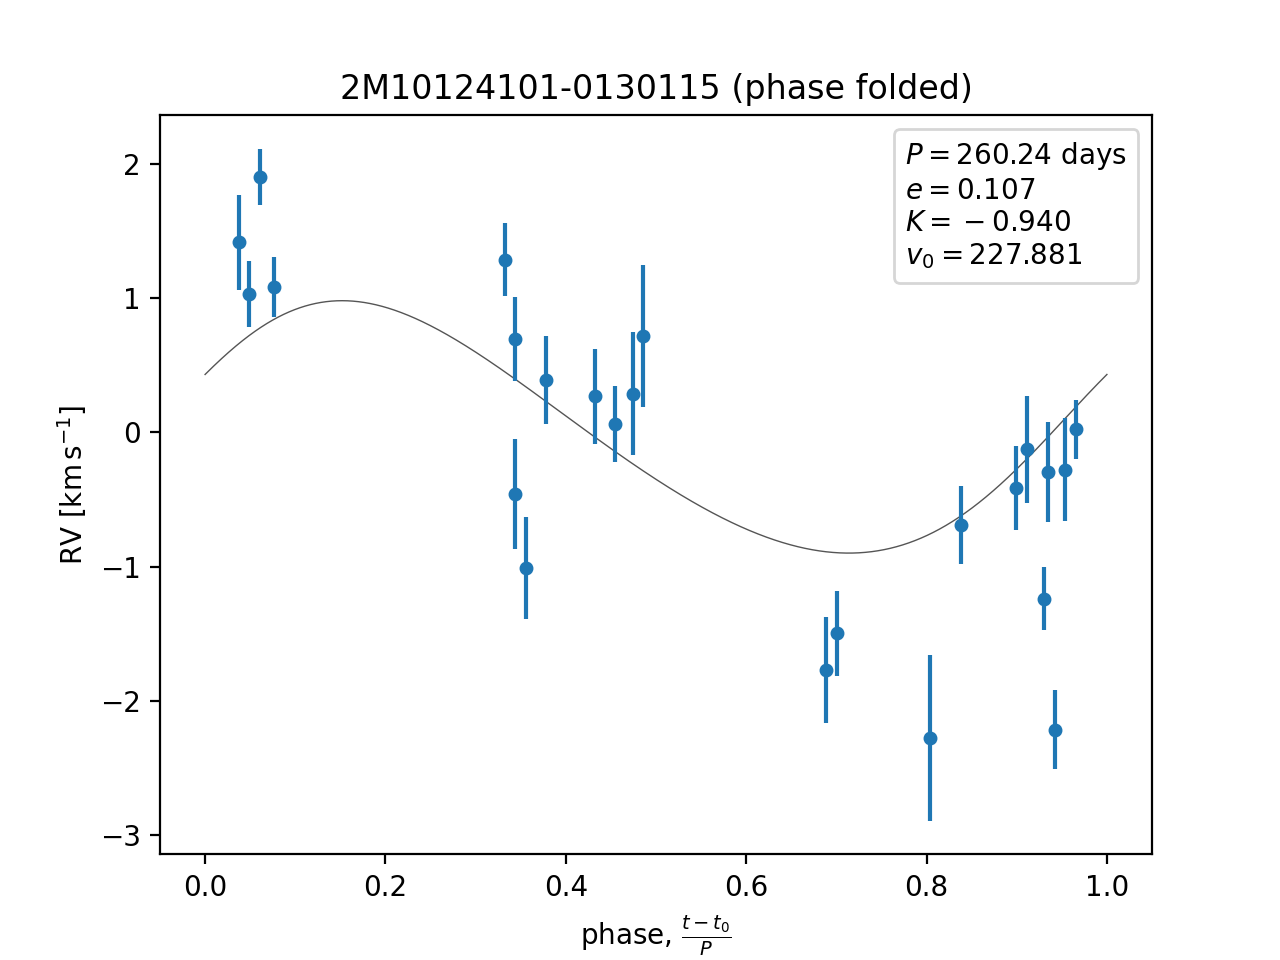 2M10124101-0130115 (phase folded)
P = 260.24 days
e = 0.107
K = −0.940
v₀ = 227.881
2
1
0
−1
−2
−3
RV [km s⁻¹]
0.0 0.2 0.4 0.6 0.8 1.0
phase, (t − t₀)/P